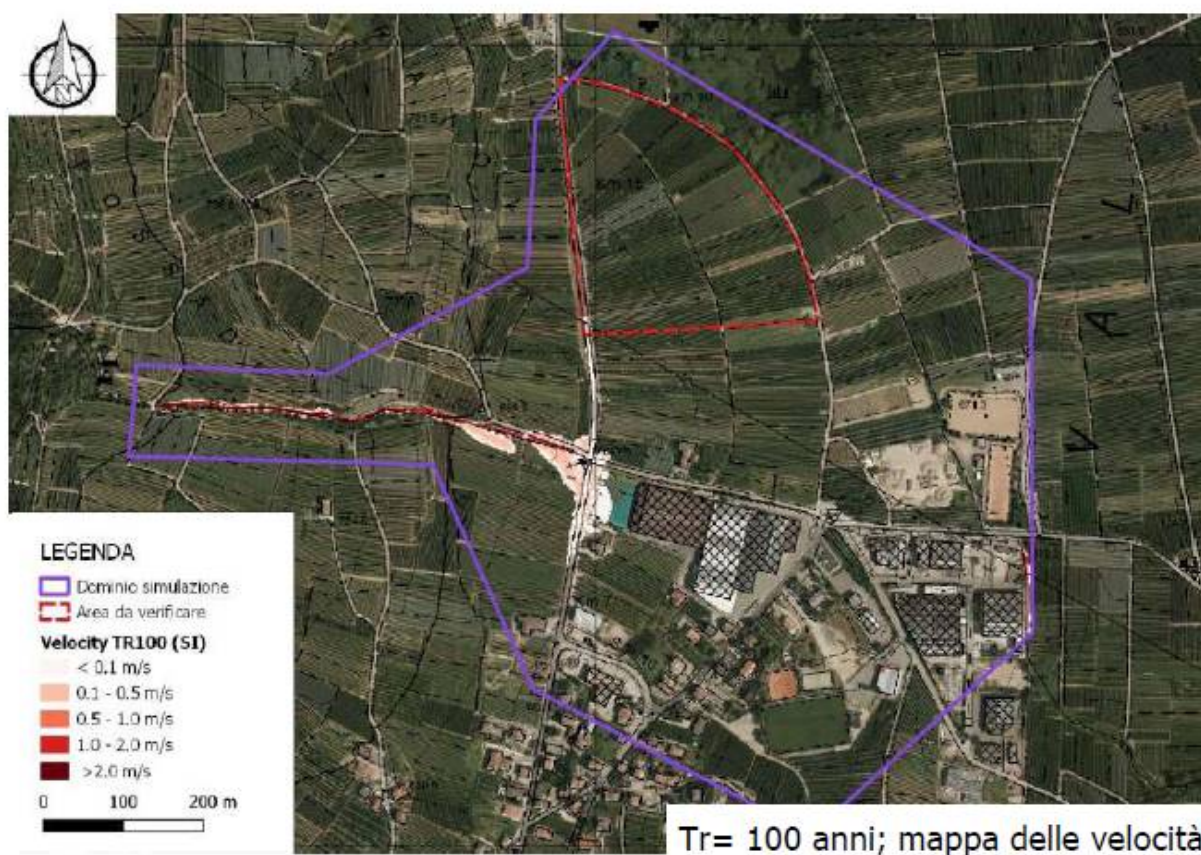 LEGENDA
Dominio simulazione
Area da verificare
Velocity TR100 (SI)
< 0.1 m/s
0.1 - 0.5 m/s
0.5 - 1.0 m/s
1.0 - 2.0 m/s
>2.0 m/s
0 100 200 m
Tr= 100 anni; mappa delle velocità